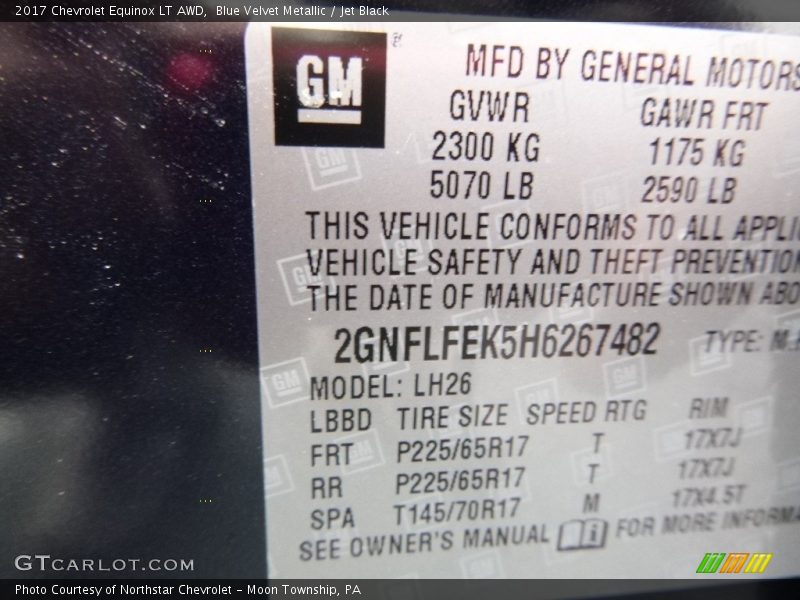 2017 Chevrolet Equinox LT AWD,  Blue Velvet Metallic / Jet Black
GM ®
MFD BY GENERAL MOTORS
GVWR GAWR FRT
2300 KG 1175 KG
5070 LB 2590 LB
THIS VEHICLE CONFORMS TO ALL APPLI
VEHICLE SAFETY AND THEFT PREVENTION
THE DATE OF MANUFACTURE SHOWN ABO
2GNFLFEK5H6267482 TYPE: M.
MODEL: LH26
LBBD TIRE SIZE SPEED RTG RIM
FRT P225/65R17 T 17X7J
RR P225/65R17 T 17X7J
SPA T145/70R17 M 17X4.5T
SEE OWNER'S MANUAL FOR MORE INFORMA
GTCARLOT.COM
Photo Courtesy of Northstar Chevrolet - Moon Township, PA